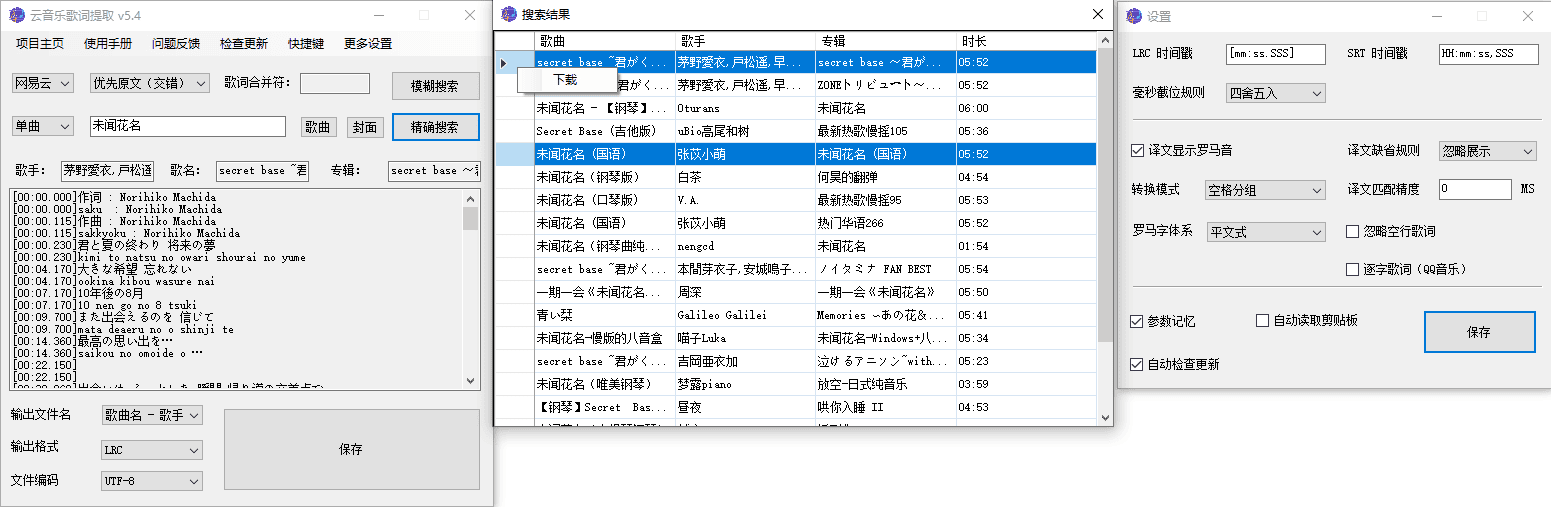 云音乐歌词提取 v5.4
项目主页 使用手册 问题反馈 检查更新 快捷键 更多设置
网易云 优先原文（交错） 歌词合并符: 模糊搜索
单曲 未闻花名 歌曲 封面 精确搜索
歌手: 茅野愛衣,戸松遥 歌名: secret base ~君 专辑: secret base ～
[00:00.000]作词 : Norihiko Machida
[00:00.000]saku : Norihiko Machida
[00:00.115]作曲 : Norihiko Machida
[00:00.115]sakkyoku : Norihiko Machida
[00:00.230]君と夏の終わり 将来の夢
[00:00.230]kimi to natsu no owari shourai no yume
[00:04.170]大きな希望 忘れない
[00:04.170]ookina kibou wasure nai
[00:07.170]10年後の8月
[00:07.170]10 nen go no 8 tsuki
[00:09.700]また出会えるのを 信じて
[00:09.700]mata deaeru no o shinji te
[00:14.360]最高の思い出を…
[00:14.360]saikou no omoide o …
[00:22.150]
[00:22.150]
输出文件名 歌曲名 - 歌手
输出格式 LRC
文件编码 UTF-8
保存
搜索结果
歌曲 歌手 专辑 时长
secret base ~君がく... 茅野愛衣,戸松遥,早... secret base ～君が... 05:52
下载
君がく... 茅野愛衣,戸松遥,早... ZONEトリビュート～... 05:52
未闻花名 - 【钢琴】... Oturans 未闻花名 06:00
Secret Base（吉他版） uBio高尾和树 最新热歌慢摇105 05:36
未闻花名（国语） 张苡小萌 未闻花名（国语） 05:52
未闻花名（钢琴版） 白茶 何昊的翻弹 04:54
未闻花名（口琴版） V.A. 最新热歌慢摇95 05:53
未闻花名（国语） 张苡小萌 热门华语266 05:52
未闻花名（钢琴曲纯... nengcd 未闻花名 01:54
secret base ~君がく... 本間芽衣子,安城鳴子... ノイタミナ FAN BEST 05:54
一期一会《未闻花名... 周深 一期一会《未闻花名》 05:50
青い栞 Galileo Galilei Memories -あの花&... 05:41
未闻花名-慢版的八音盒 喵子Luka 未闻花名-Windows+八... 05:34
secret base ~君がく... 吉岡亜衣加 泣けるアニソン~with... 05:23
未闻花名（唯美钢琴） 梦露piano 放空-日式纯音乐 03:59
【钢琴】Secret Bas... 昼夜 哄你入睡 II 04:53
设置
LRC 时间戳 [mm:ss.SSS] SRT 时间戳 HH:mm:ss,SSS
毫秒截位规则 四舍五入
译文显示罗马音 译文缺省规则 忽略展示
转换模式 空格分组 译文匹配精度 0 MS
罗马字体系 平文式 忽略空行歌词
逐字歌词（QQ音乐）
参数记忆 自动读取剪贴板 保存
自动检查更新